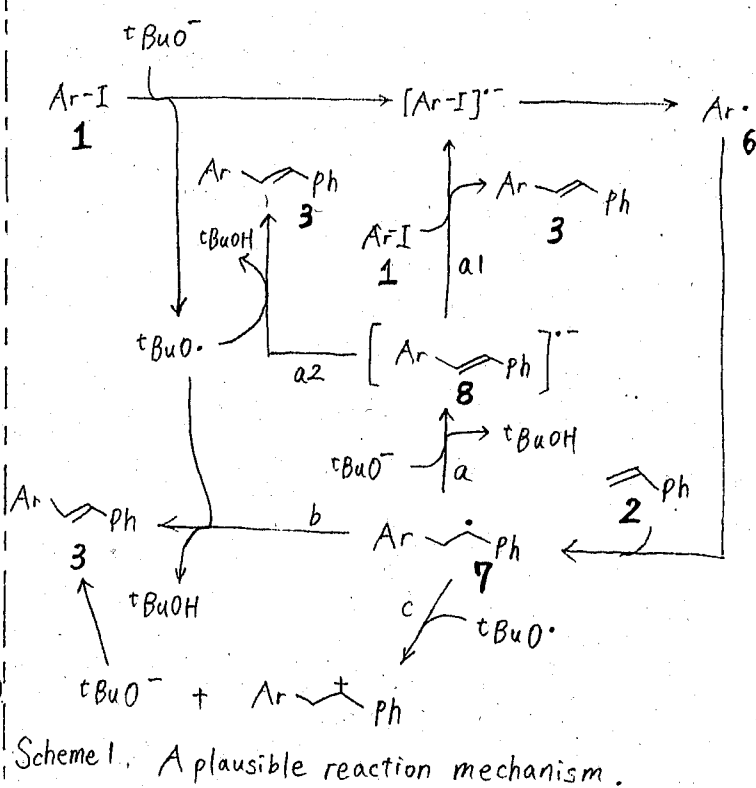 ᵗBuO⁻
Ar-I
1
[Ar-I]•⁻
Ar•
6
Ar
Ph
3
ᵗBuOH
Ar-I
1
Ar
Ph
3
a1
ᵗBuO•
a2
[Ar
Ph]•⁻
8
ᵗBuO⁻
ᵗBuOH
a
Ph
2
Ar
Ph
3
b
Ar
Ph
7
ᵗBuOH
c
ᵗBuO•
ᵗBuO⁻ + Ar
+
Ph
Scheme 1. A plausible reaction mechanism.